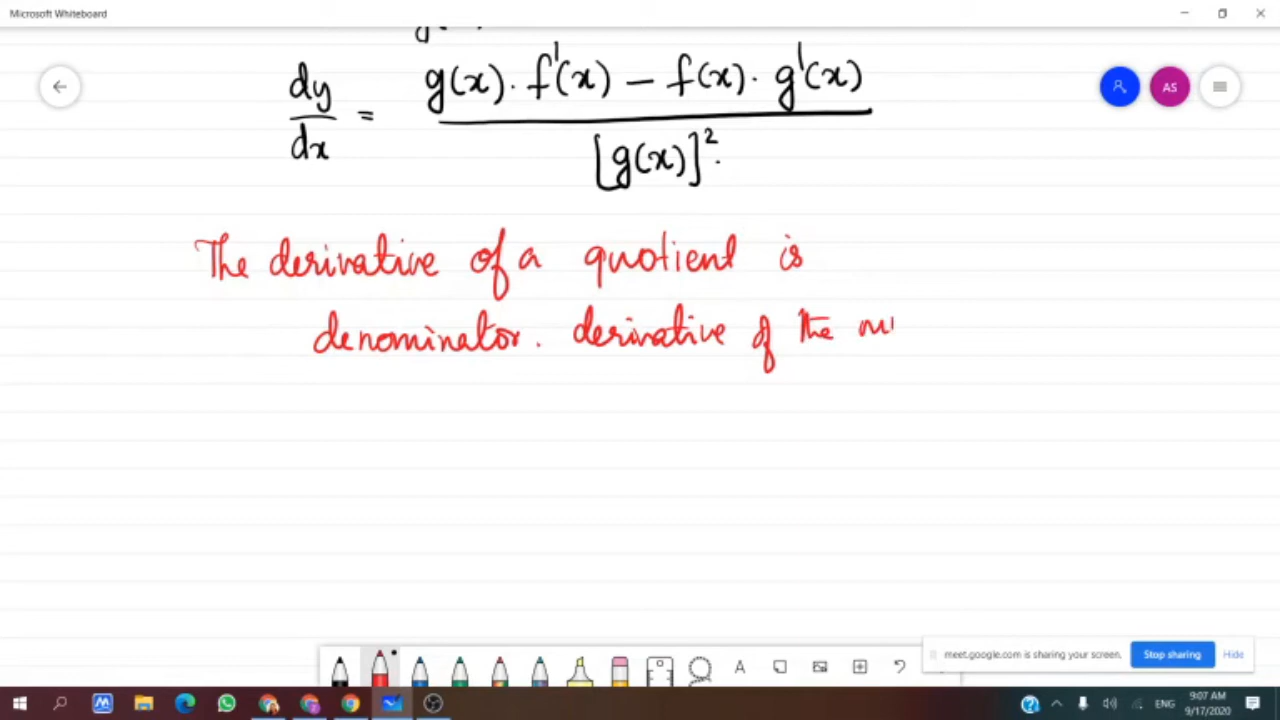 Microsoft Whiteboard
AS
dy/dx = g(x). f'(x) − f(x). g'(x) / [g(x)]².
The derivative of a quotient is
denominator. derivative of the
A
meet.google.com is sharing your screen. Stop sharing Hide
ENG
9:07 AM
9/17/2020